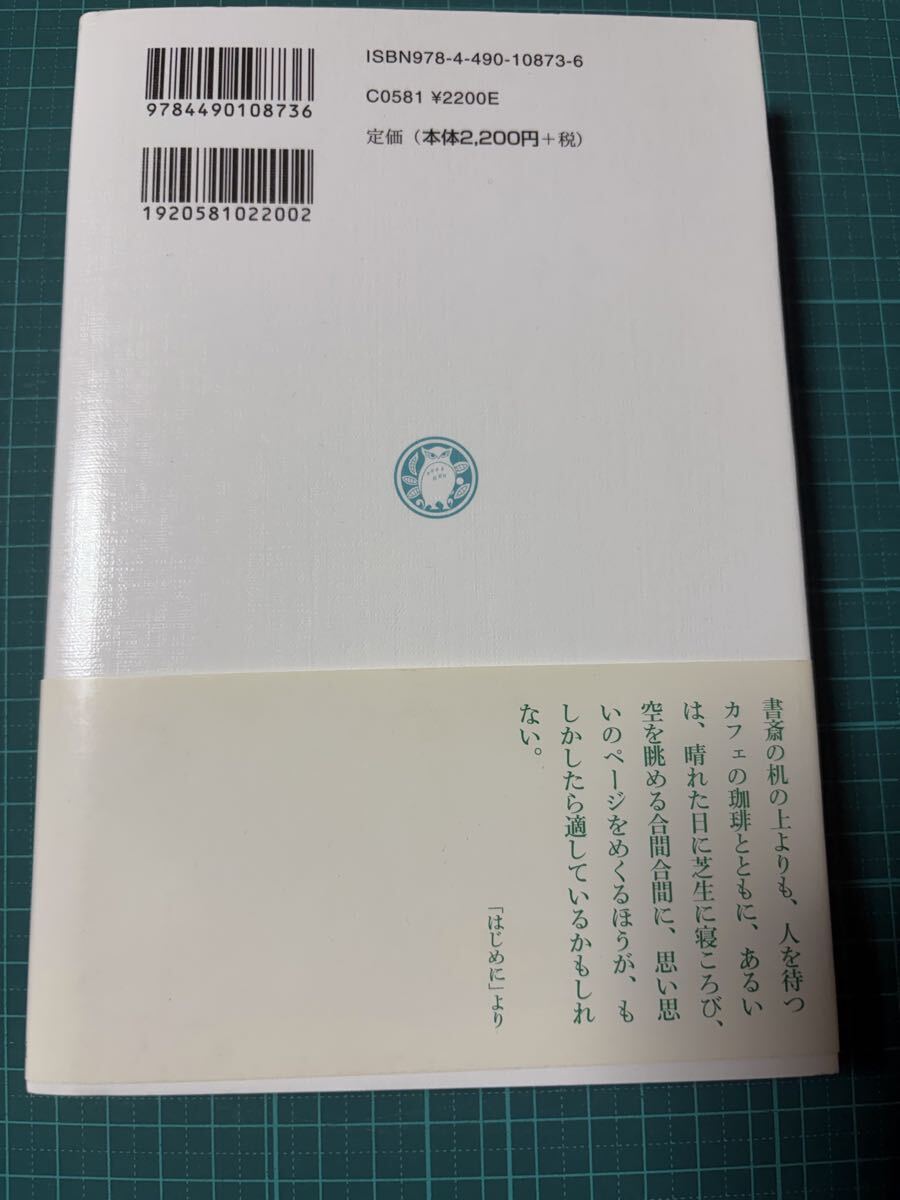 ISBN978-4-490-10873-6
9784490108736
C0581 ¥2200E
定価（本体2,200円＋税）
1920581022002
書斎の机の上よりも、人を待つ
カフェの珈琲とともに、あるい
は、晴れた日に芝生に寝ころび、
空を眺める合間合間に、思い思
いのページをめくるほうが、も
しかしたら適しているかもしれ
ない。
「はじめに」より